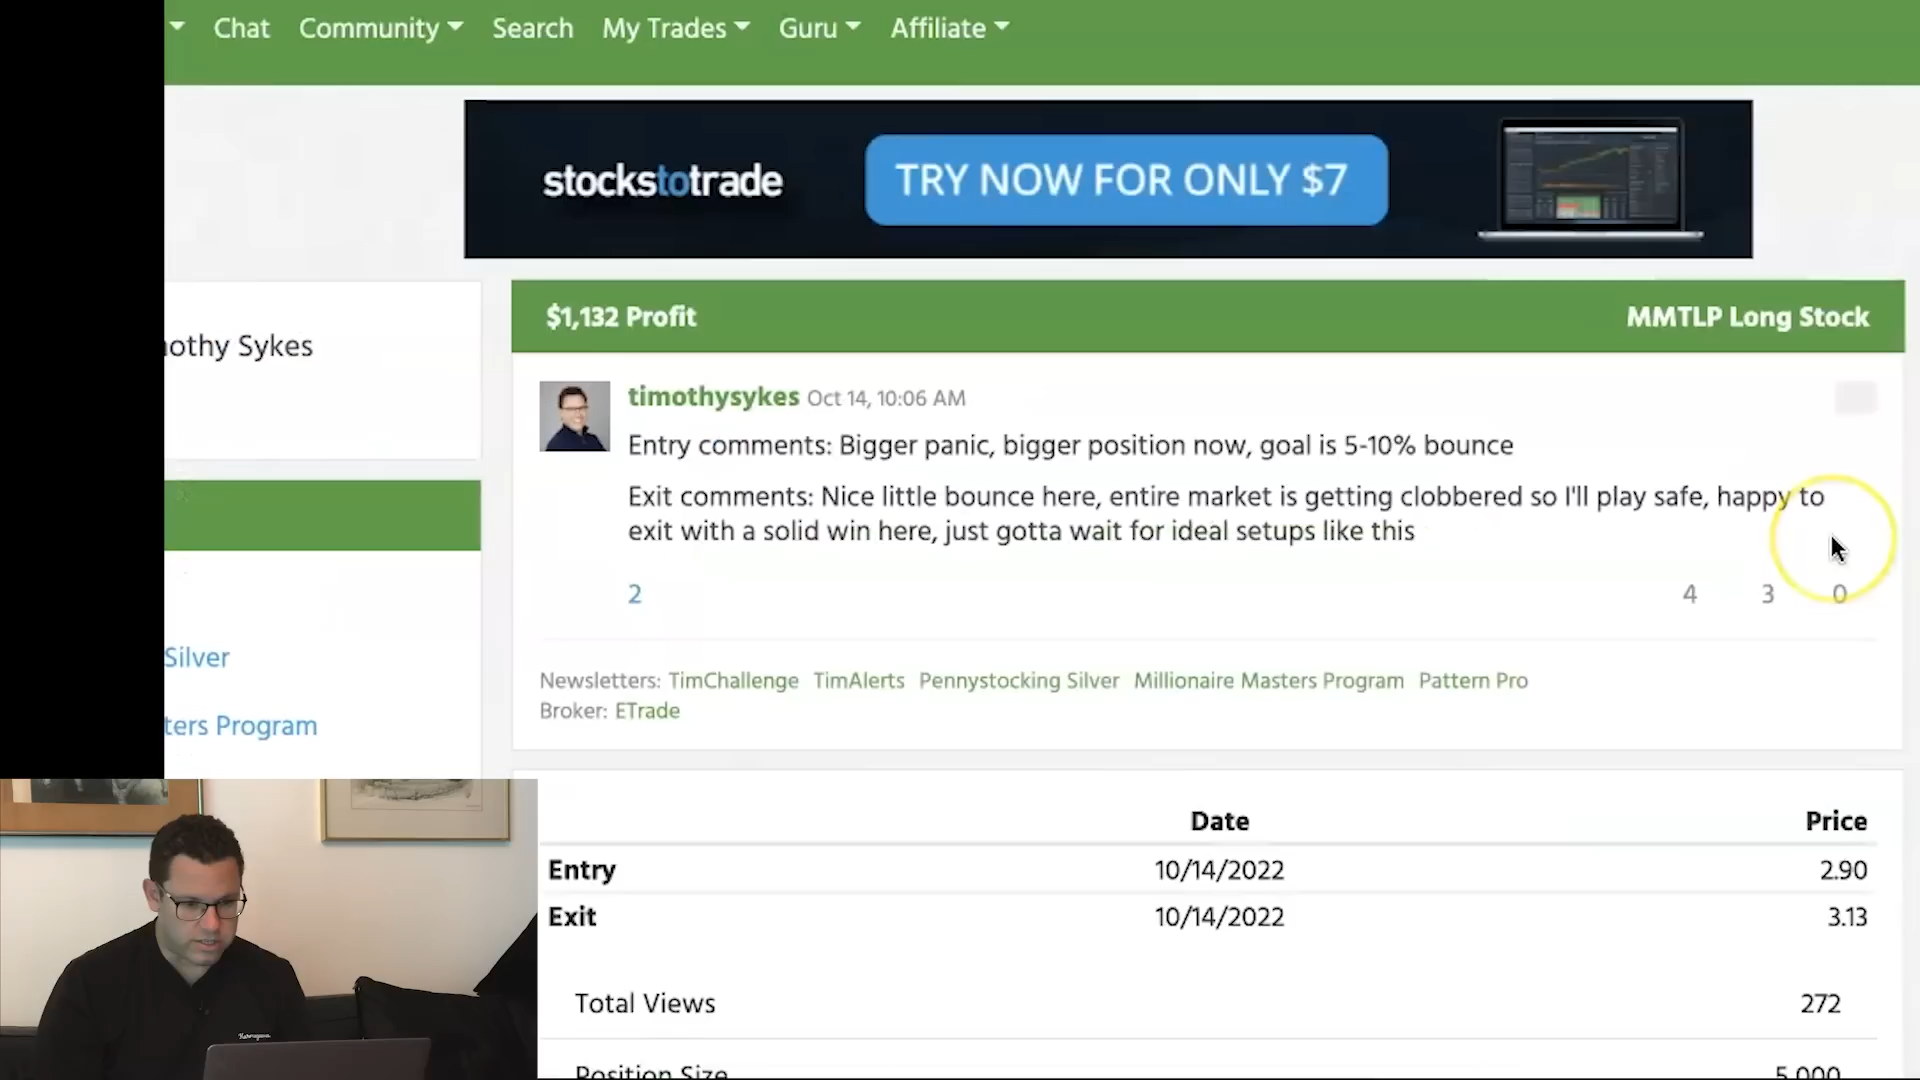 Chat Community Search My Trades Guru Affiliate
stockstotrade TRY NOW FOR ONLY $7
$1,132 Profit MMTLP Long Stock
othy Sykes
timothysykes Oct 14, 10:06 AM
Entry comments: Bigger panic, bigger position now, goal is 5-10% bounce
Exit comments: Nice little bounce here, entire market is getting clobbered so I'll play safe, happy to
exit with a solid win here, just gotta wait for ideal setups like this
2 4 3 0
Silver
Newsletters: TimChallenge TimAlerts Pennystocking Silver Millionaire Masters Program Pattern Pro
Broker: ETrade
ters Program
Date Price
Entry 10/14/2022 2.90
Exit 10/14/2022 3.13
Total Views 272
Position Size 5,000